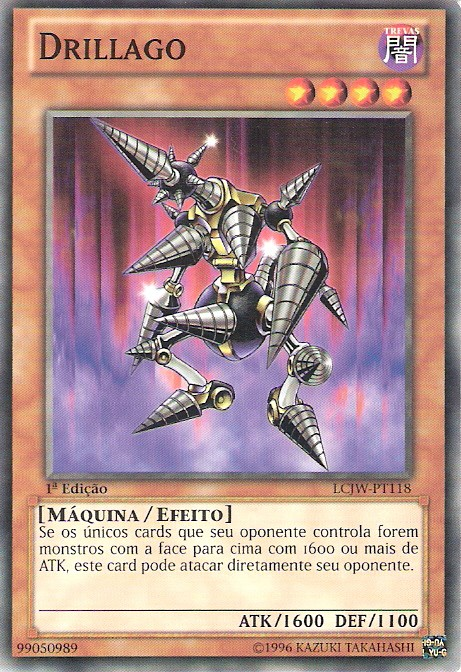 DRILLAGO
TREVAS
闇
1ª Edição
LCJW-PT118
[MÁQUINA/EFEITO]
Se os únicos cards que seu oponente controla forem
monstros com a face para cima com 1600 ou mais de
ATK, este card pode atacar diretamente seu oponente.
ATK/1600 DEF/1100
99050989
©1996 KAZUKI TAKAHASHI